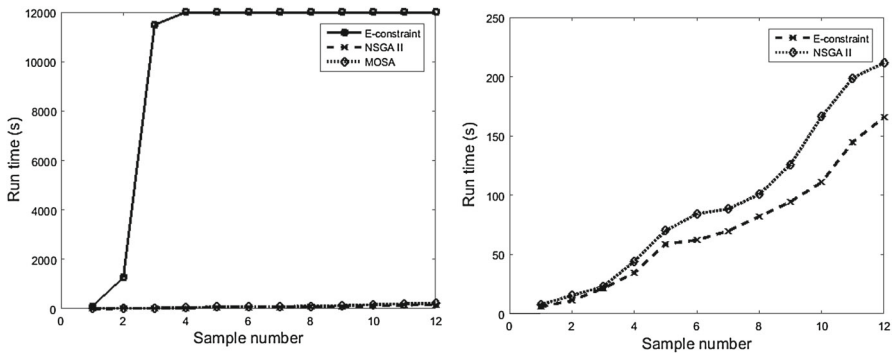 12000
10000
8000
6000
4000
2000
0
0 2 4 6 8 10 12
Run time (s)
Sample number
E-constraint
NSGA II
MOSA
250
200
150
100
50
0
0 2 4 6 8 10 12
Run time (s)
Sample number
E-constraint
NSGA II